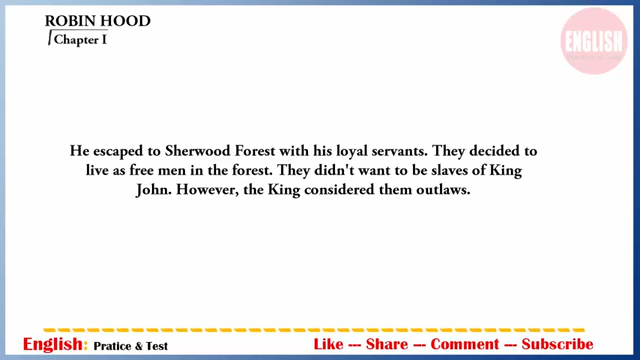 ROBIN HOOD
Chapter I
ENGLISH
He escaped to Sherwood Forest with his loyal servants. They decided to
live as free men in the forest. They didn't want to be slaves of King
John. However, the King considered them outlaws.
English: Pratice & Test
Like --- Share --- Comment --- Subscribe